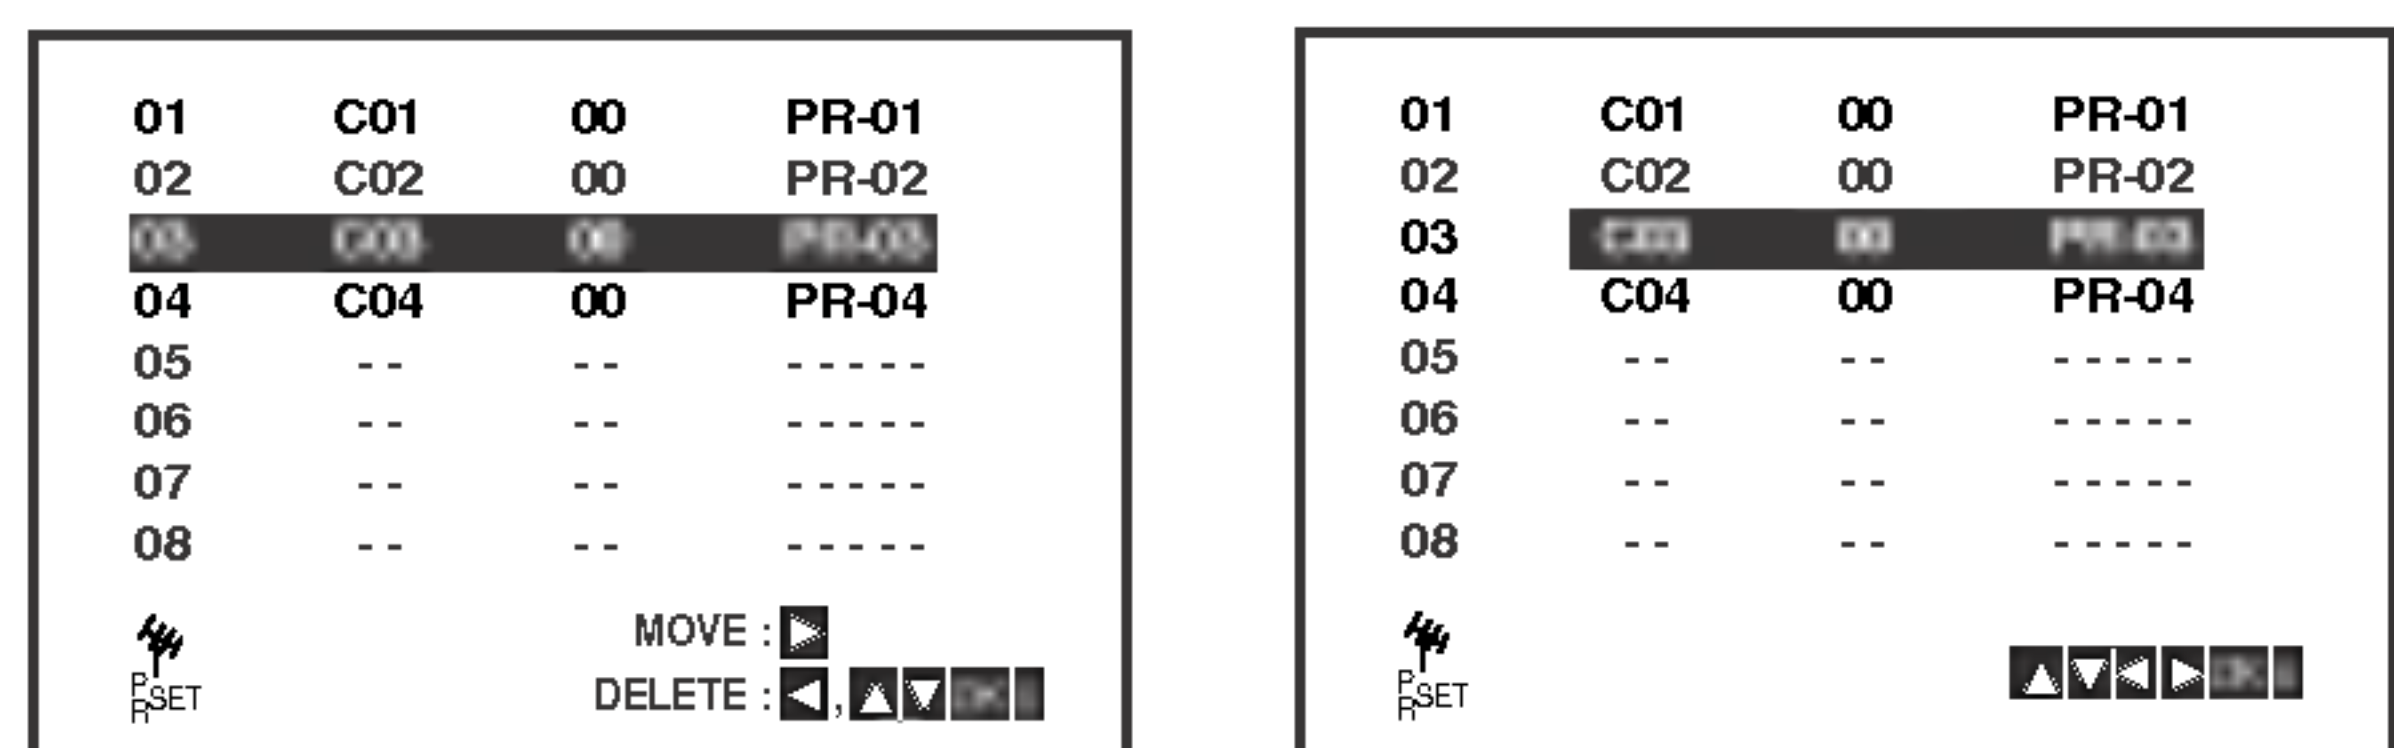 01 C01 00 PR-01
02 C02 00 PR-02
04 C04 00 PR-04
05 -- -- -----
06 -- -- -----
07 -- -- -----
08 -- -- -----
MOVE :
DELETE : ,
PR SET
01 C01 00 PR-01
02 C02 00 PR-02
03
04 C04 00 PR-04
05 -- -- -----
06 -- -- -----
07 -- -- -----
08 -- -- -----
PR SET